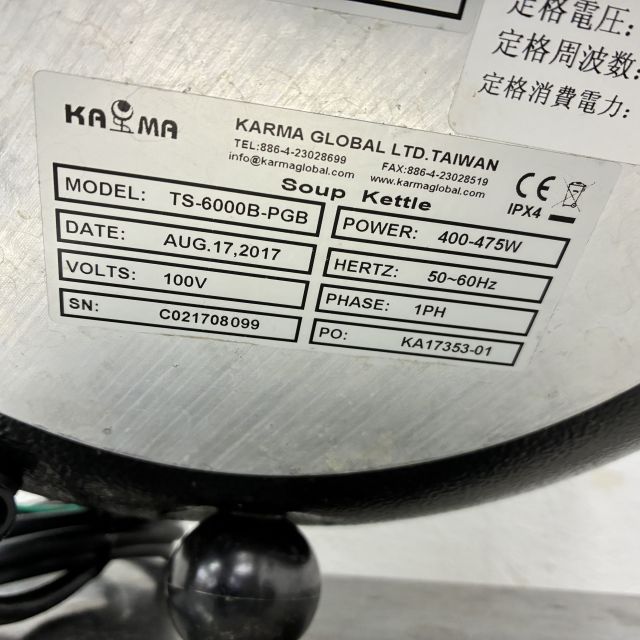 定格電圧:
定格周波数:
定格消費電力:
KARMA
KARMA GLOBAL LTD.TAIWAN
TEL:886-4-23028699 FAX:886-4-23028519
info@karmaglobal.com www.karmaglobal.com
Soup Kettle
CE
IPX4
MODEL: TS-6000B-PGB
POWER: 400-475W
DATE: AUG.17,2017
HERTZ: 50~60Hz
VOLTS: 100V
PHASE: 1PH
SN: C021708099
PO: KA17353-01